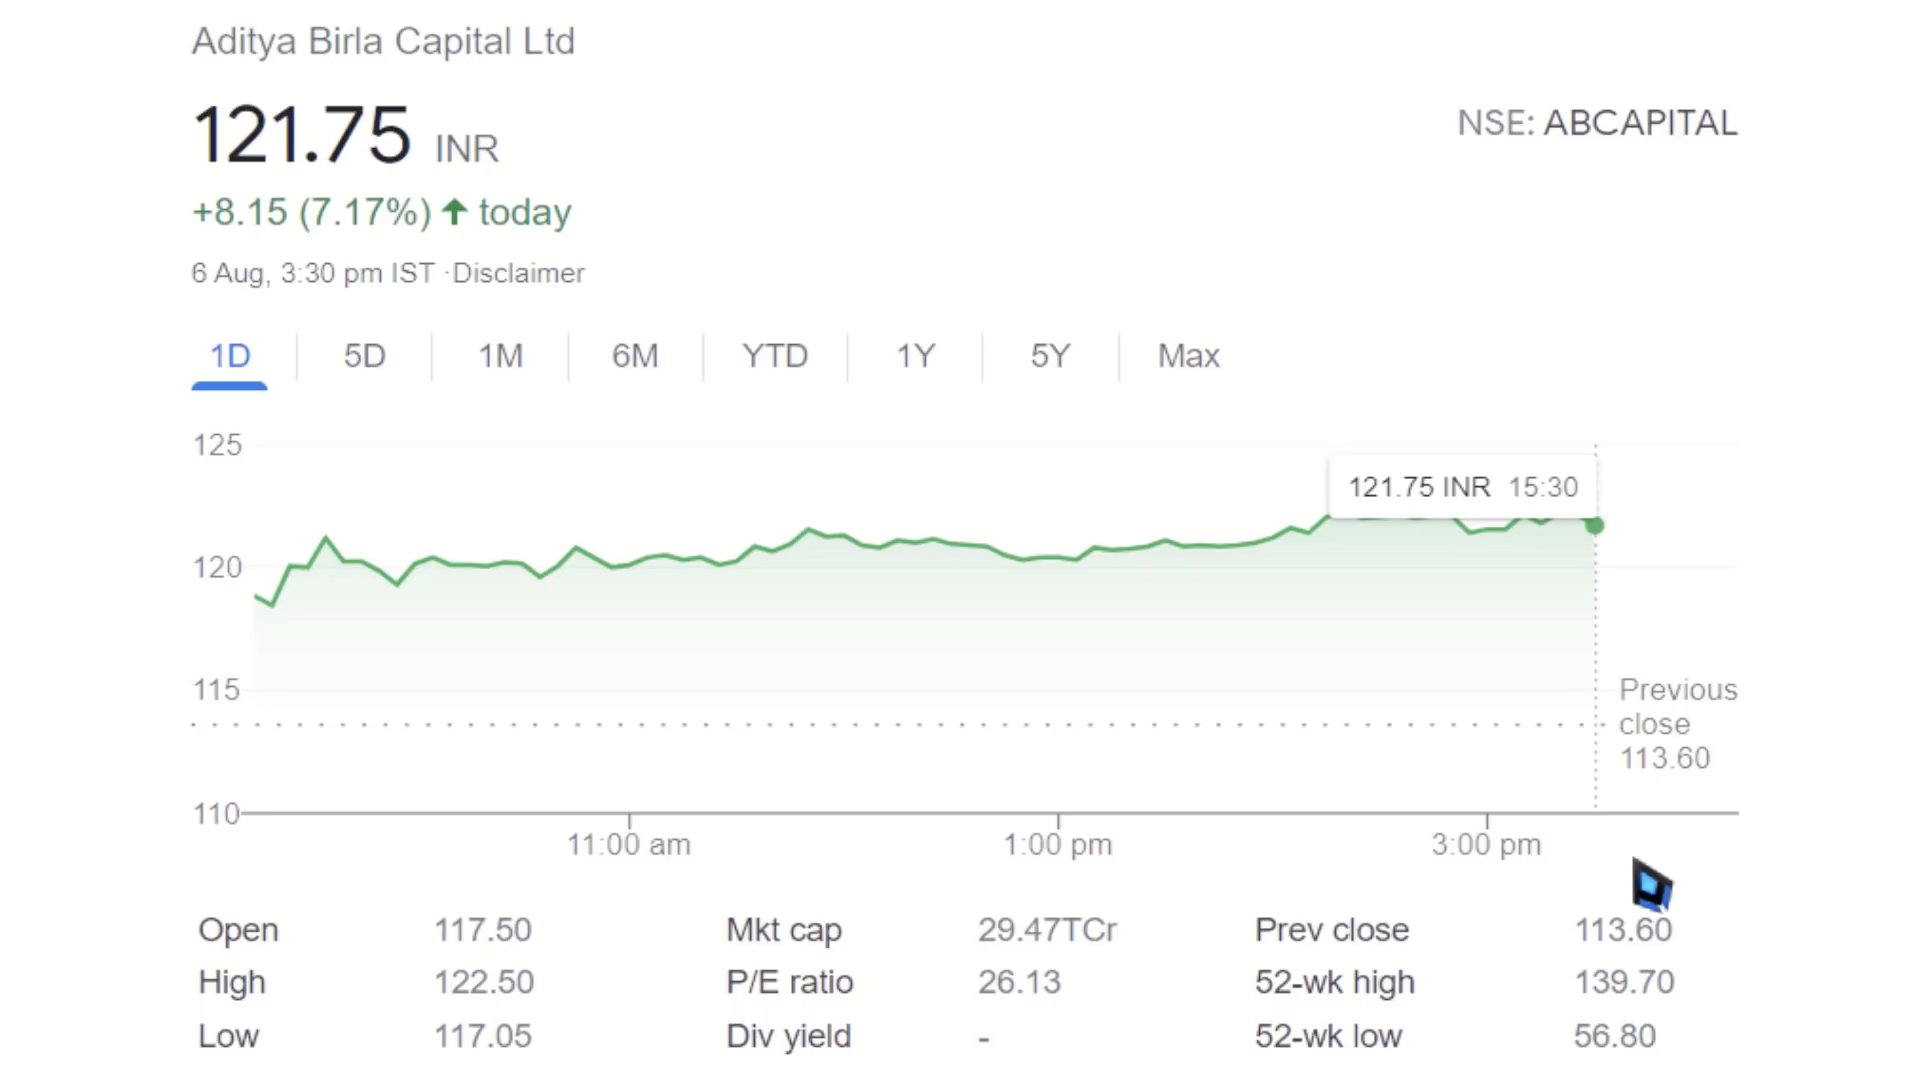 Aditya Birla Capital Ltd
121.75 INR
NSE: ABCAPITAL
+8.15 (7.17%) ↑ today
6 Aug, 3:30 pm IST ·Disclaimer
1D 5D 1M 6M YTD 1Y 5Y Max
125
121.75 INR 15:30
120
115
Previous
close
113.60
110
11:00 am 1:00 pm 3:00 pm
Open 117.50 Mkt cap 29.47TCr Prev close 113.60
High 122.50 P/E ratio 26.13 52-wk high 139.70
Low 117.05 Div yield - 52-wk low 56.80